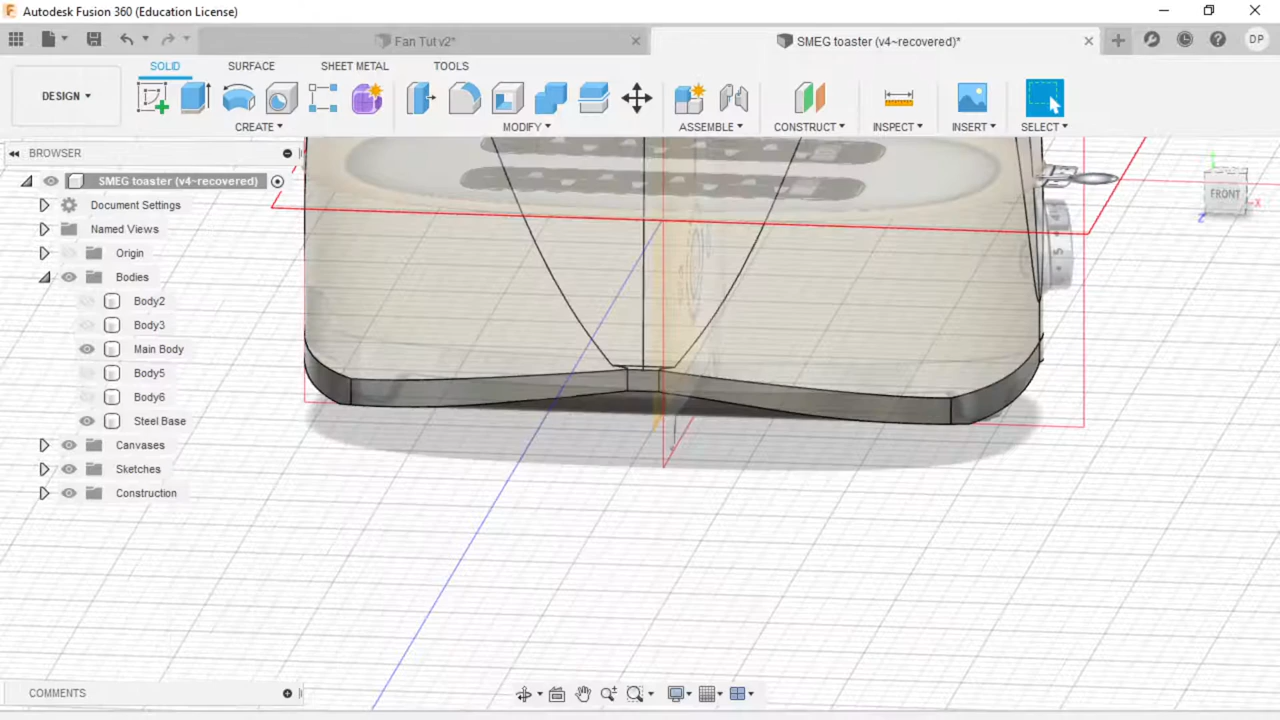 Autodesk Fusion 360 (Education License)
Fan Tut v2*
SMEG toaster (v4~recovered)*
DP
SOLID
SURFACE
SHEET METAL
TOOLS
DESIGN
CREATE
MODIFY
ASSEMBLE
CONSTRUCT
INSPECT
INSERT
SELECT
BROWSER
SMEG toaster (v4~recovered)
Document Settings
Named Views
Origin
Bodies
Body2
Body3
Main Body
Body5
Body6
Steel Base
Canvases
Sketches
Construction
FRONT
X
Z
5
COMMENTS